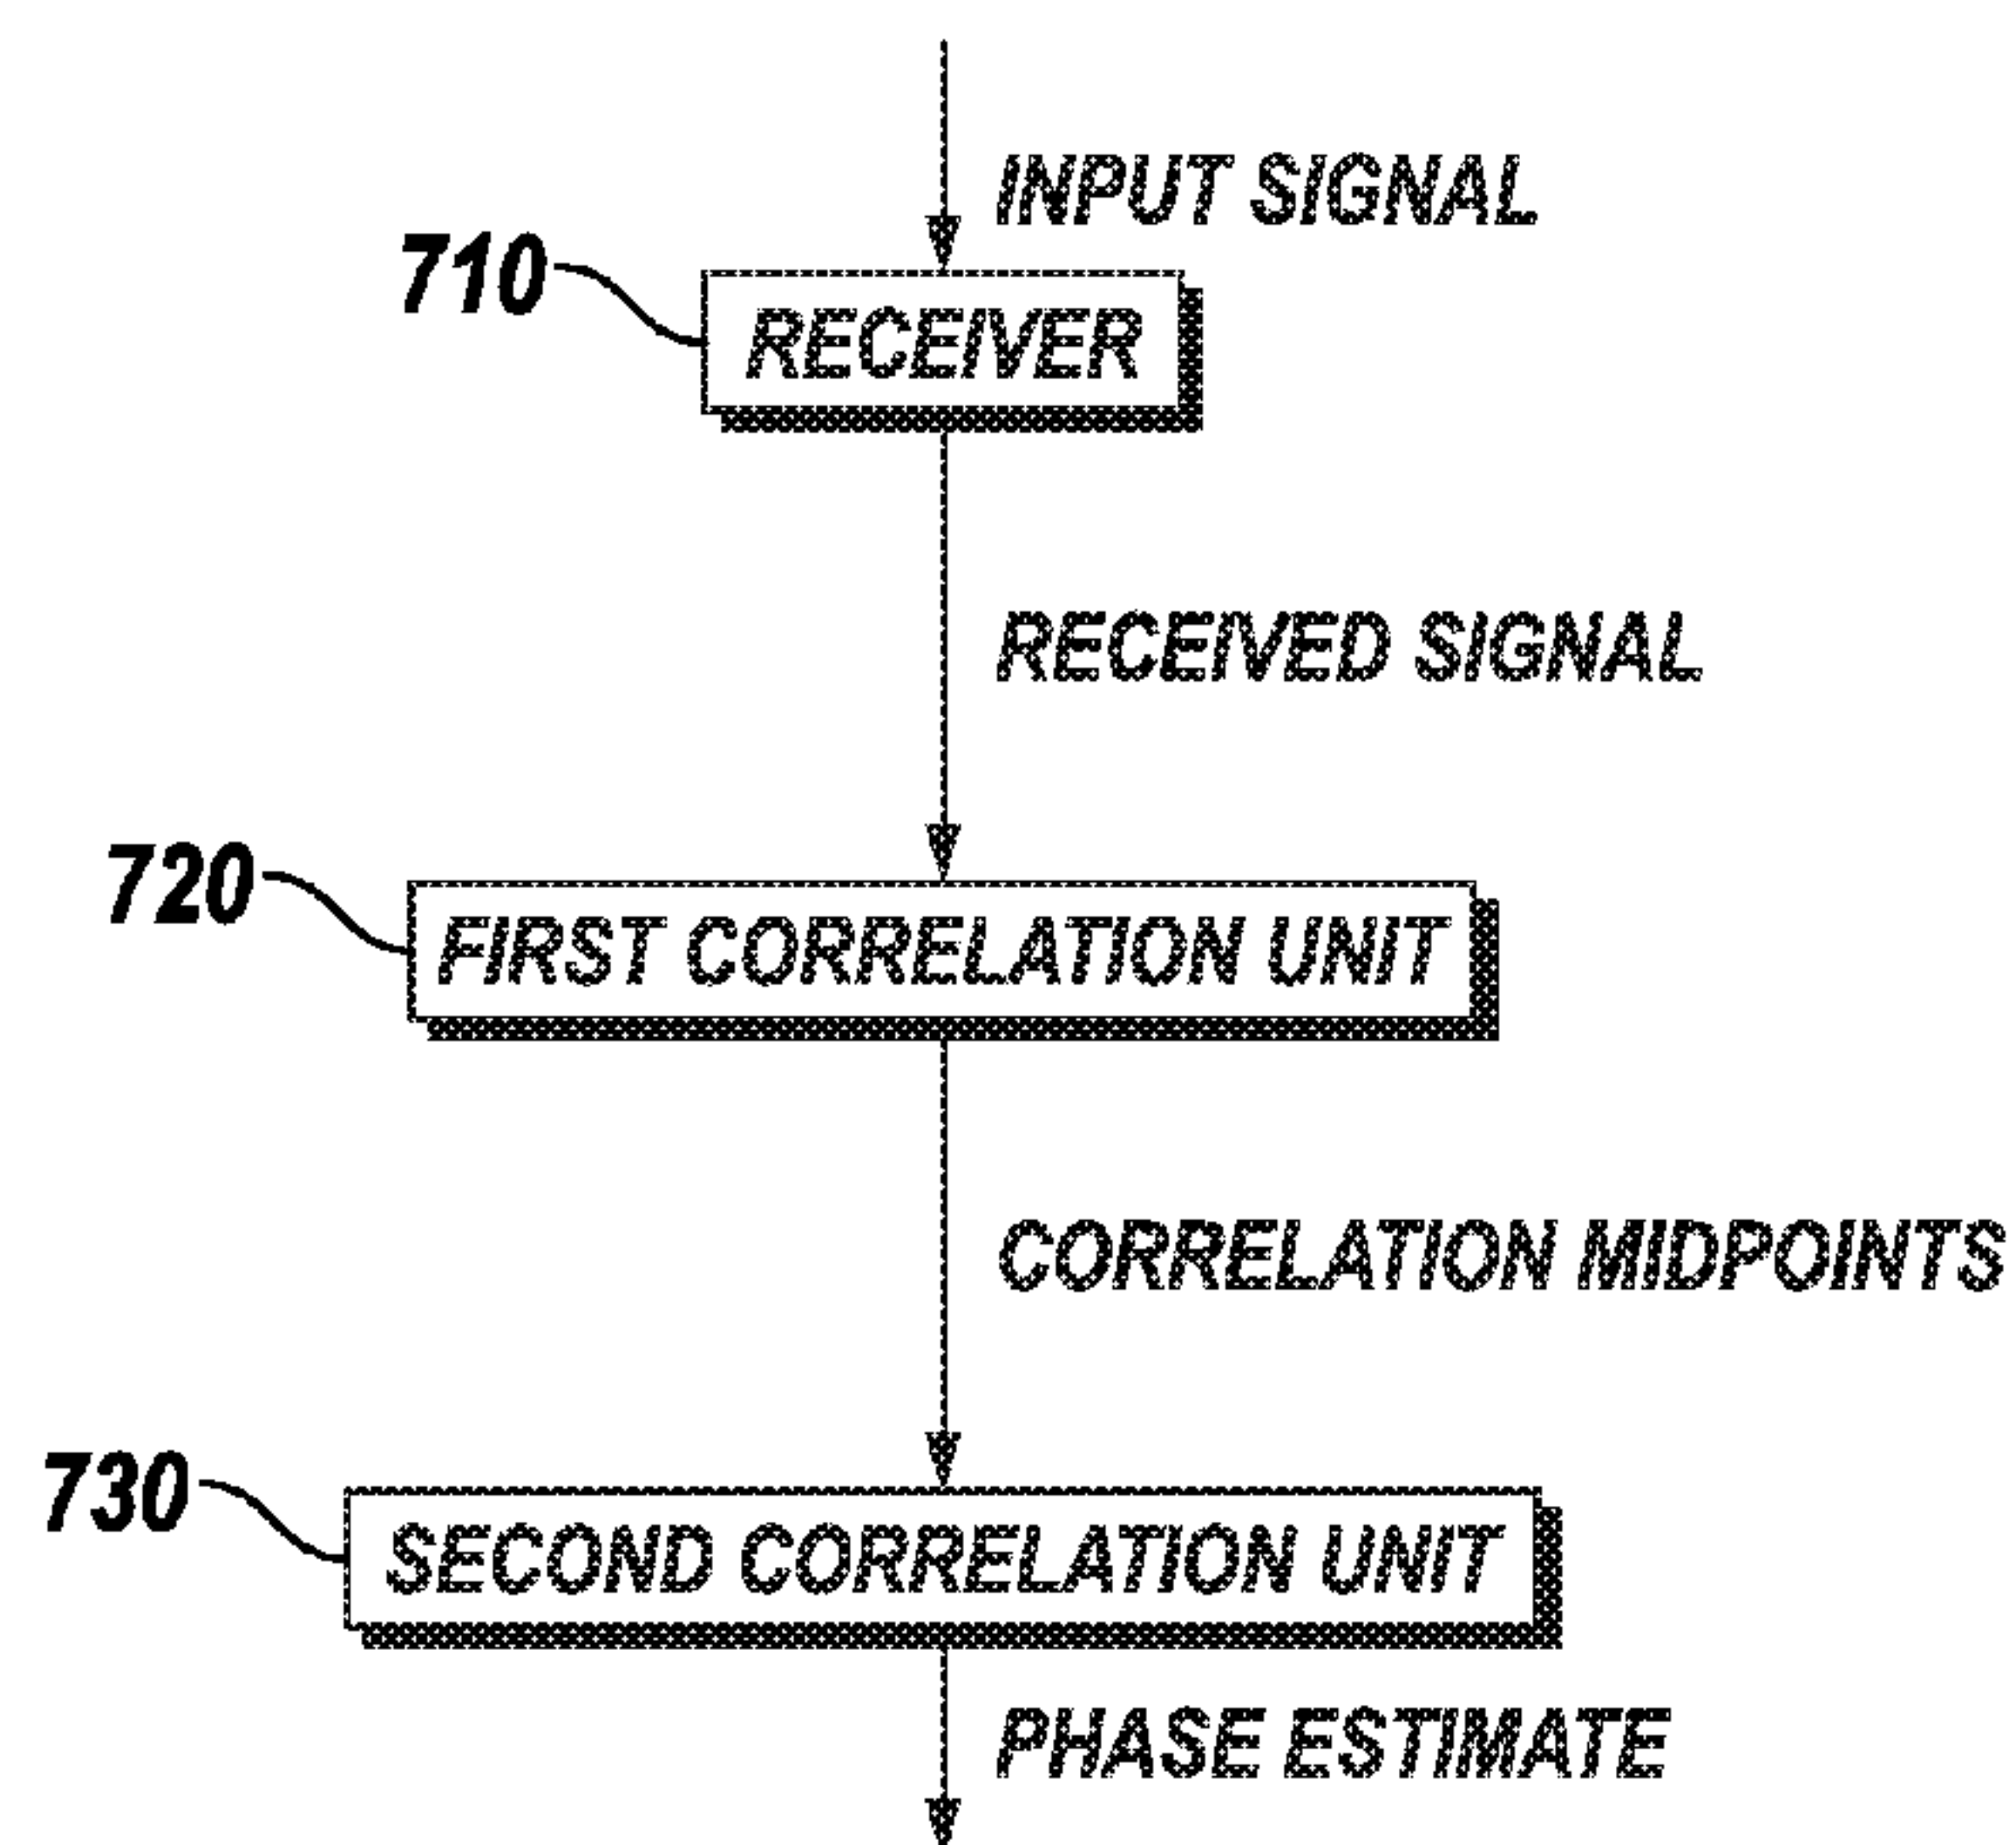 INPUT SIGNAL
710
RECEIVER
RECEIVED SIGNAL
720
FIRST CORRELATION UNIT
CORRELATION MIDPOINTS
730
SECOND CORRELATION UNIT
PHASE ESTIMATE